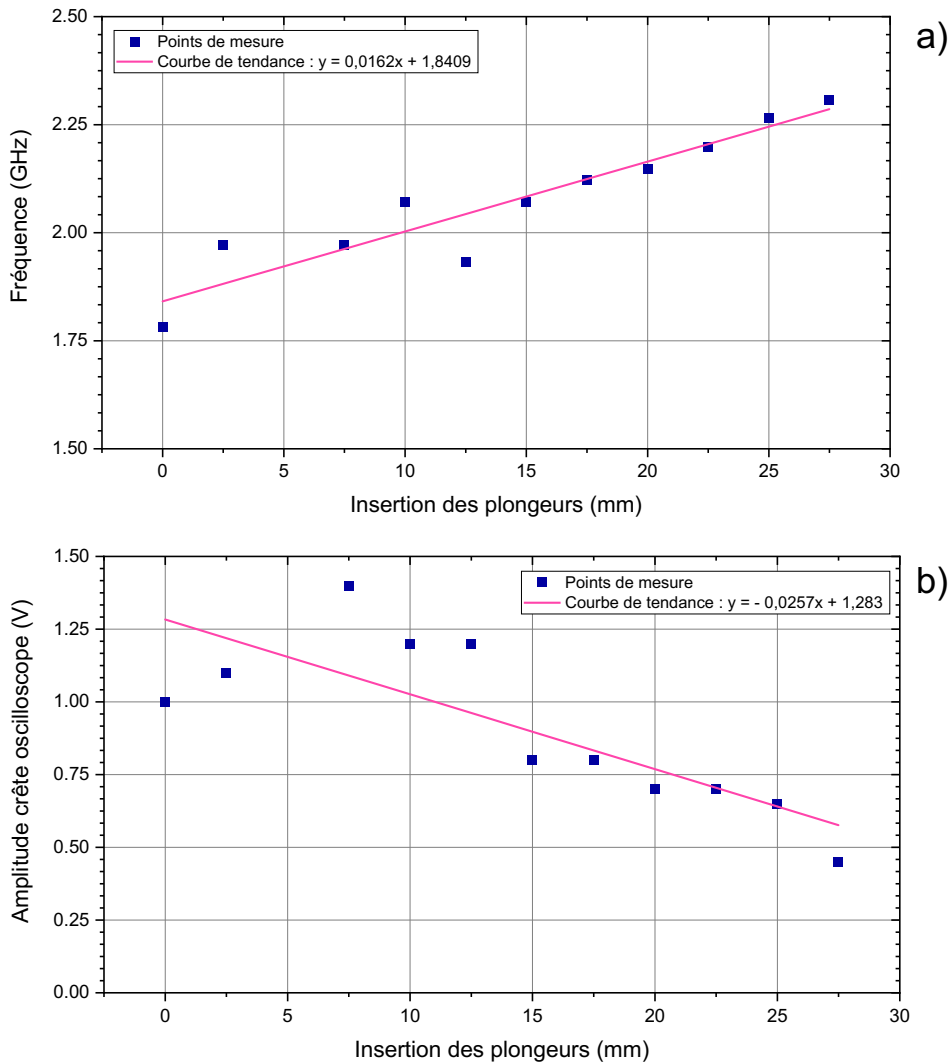 a)
2.50
2.25
2.00
1.75
1.50
Fréquence (GHz)
Points de mesure
Courbe de tendance : y = 0,0162x + 1,8409
0 5 10 15 20 25 30
Insertion des plongeurs (mm)
b)
1.50
1.25
1.00
0.75
0.50
0.25
0.00
Amplitude crête oscilloscope (V)
Points de mesure
Courbe de tendance : y = - 0,0257x + 1,283
0 5 10 15 20 25 30
Insertion des plongeurs (mm)